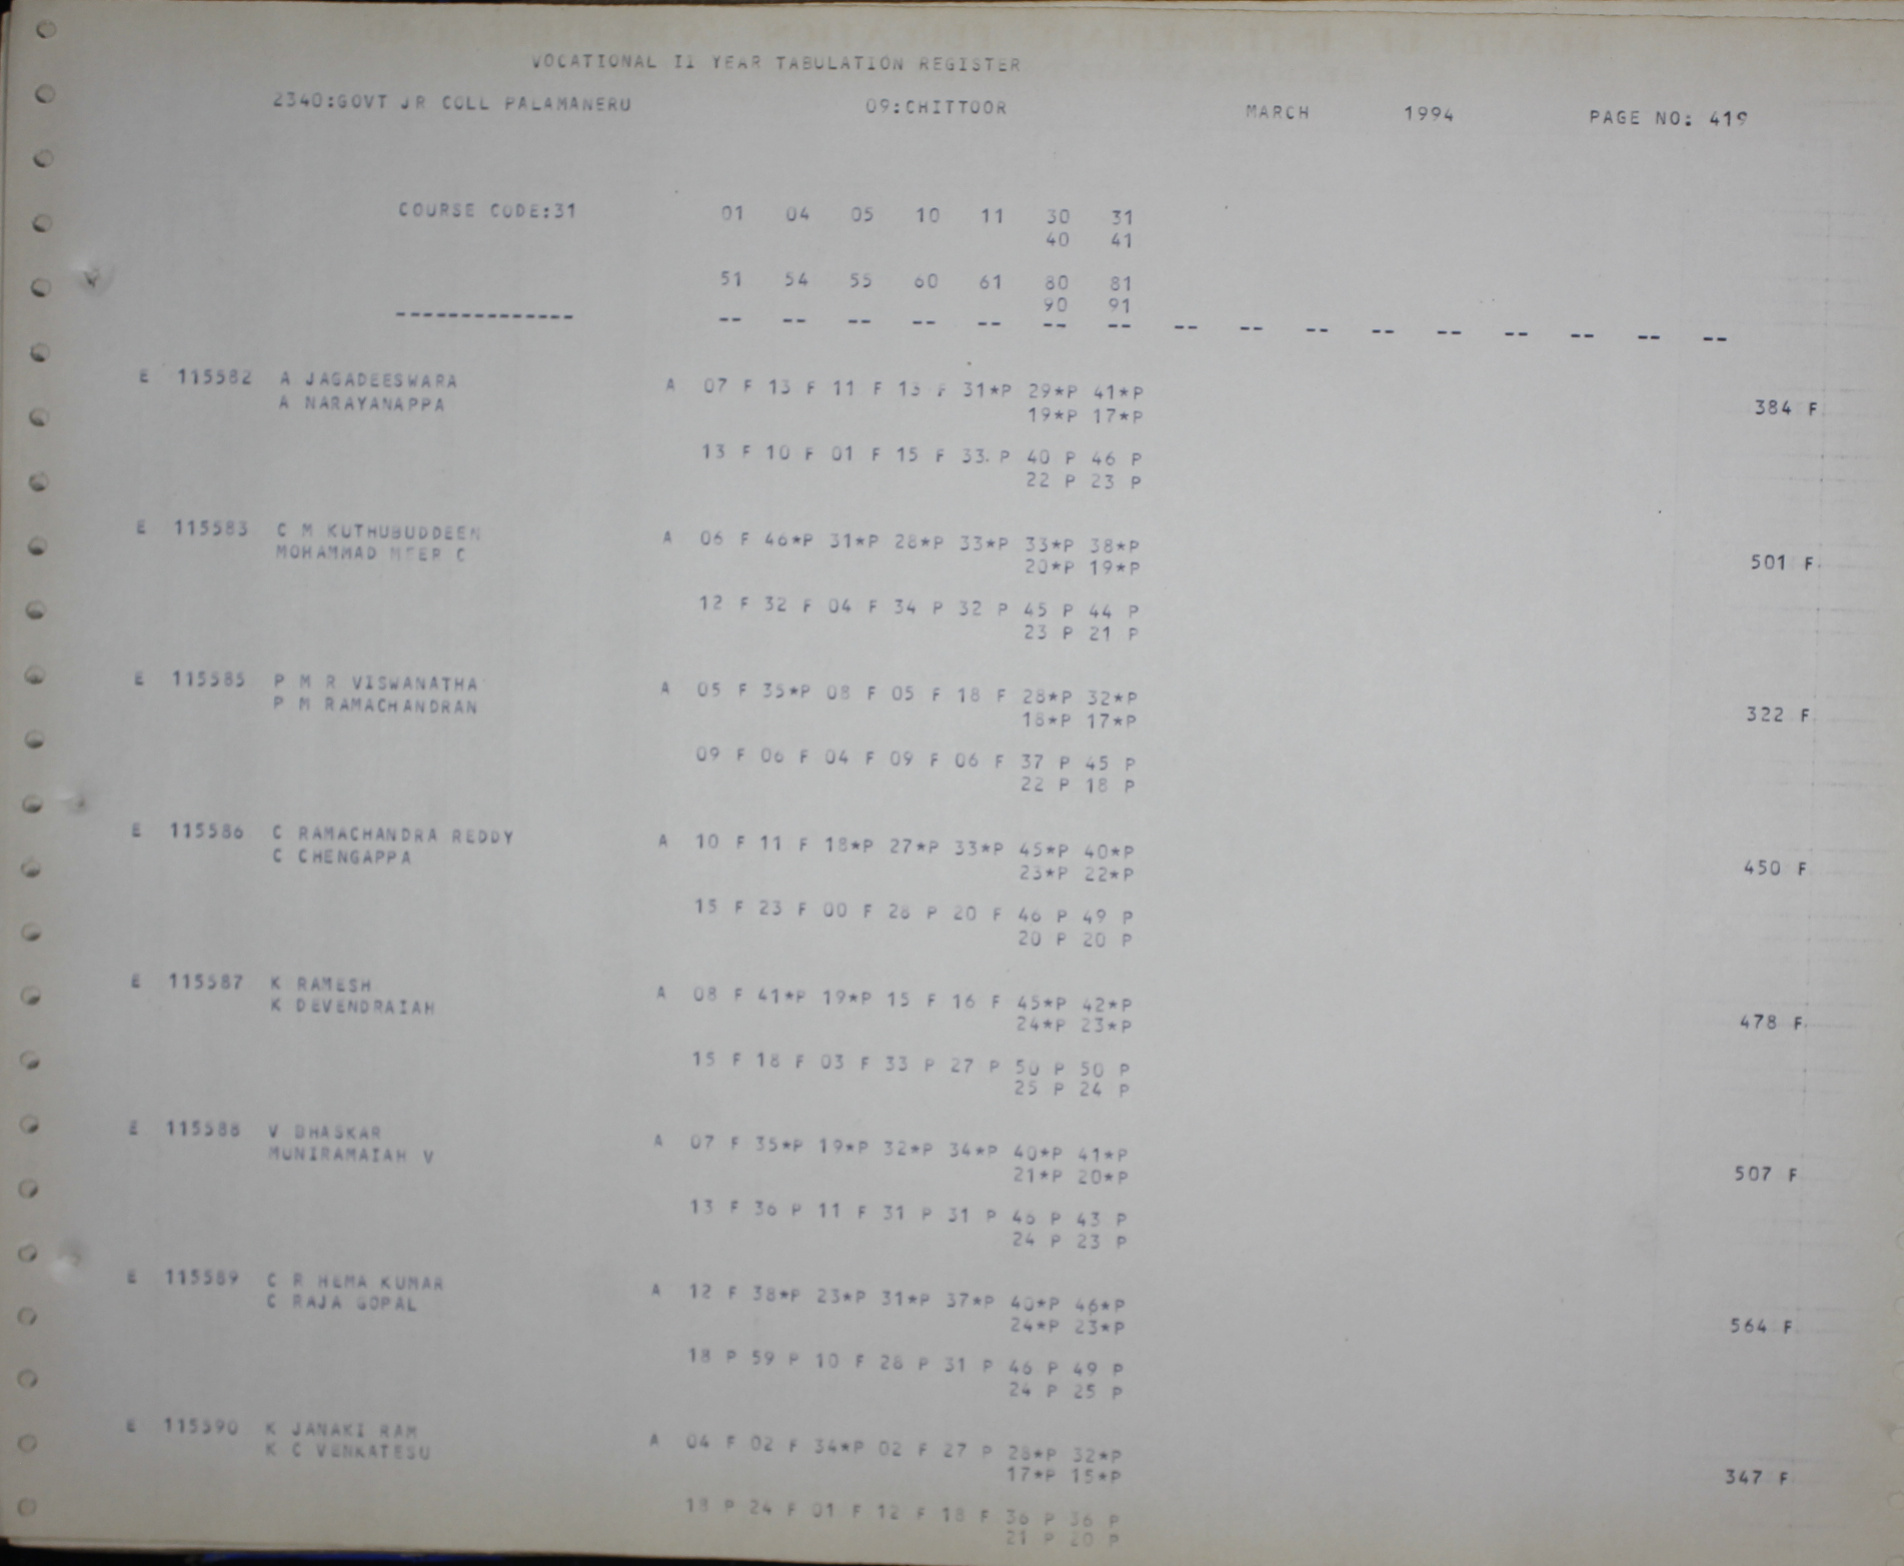 VOCATIONAL II YEAR TABULATION REGISTER
2340:GOVT JR COLL PALAMANERU 09:CHITTOOR MARCH 1994 PAGE NO: 419
COURSE CODE:31 01 04 05 10 11 30 31
40 41
51 54 55 60 61 80 81
90 91
-------------- -- -- -- -- -- -- -- -- -- -- -- -- -- -- -- --
E 115582 A JAGADEESWARA A 07 F 13 F 11 F 13 F 31*P 29*P 41*P
A NARAYANAPPA 19*P 17*P 384 F
13 F 10 F 01 F 15 F 33 P 40 P 46 P
22 P 23 P
E 115583 C M KUTHUBUDDEEN A 06 F 46*P 31*P 28*P 33*P 33*P 38*P
MOHAMMAD MEER C 20*P 19*P 501 F
12 F 32 F 04 F 34 P 32 P 45 P 44 P
23 P 21 P
E 115585 P M R VISWANATHA A 05 F 35*P 08 F 05 F 18 F 28*P 32*P
P M RAMACHANDRAN 18*P 17*P 322 F
09 F 06 F 04 F 09 F 06 F 37 P 45 P
22 P 18 P
E 115586 C RAMACHANDRA REDDY A 10 F 11 F 18*P 27*P 33*P 45*P 40*P
C CHENGAPPA 23*P 22*P 450 F
15 F 23 F 00 F 28 P 20 F 46 P 49 P
20 P 20 P
E 115587 K RAMESH A 08 F 41*P 19*P 15 F 16 F 45*P 42*P
K DEVENDRAIAH 24*P 23*P 478 F
15 F 18 F 03 F 33 P 27 P 50 P 50 P
25 P 24 P
E 115588 V BHASKAR A 07 F 35*P 19*P 32*P 34*P 40*P 41*P
MUNIRAMAIAH V 21*P 20*P 507 F
13 F 36 P 11 F 31 P 31 P 46 P 43 P
24 P 23 P
E 115589 C R HEMA KUMAR A 12 F 38*P 23*P 31*P 37*P 40*P 46*P
C RAJA GOPAL 24*P 23*P 564 F
18 P 59 P 10 F 28 P 31 P 46 P 49 P
24 P 25 P
E 115590 K JANAKI RAM A 04 F 02 F 34*P 02 F 27 P 28*P 32*P
K C VENKATESU 17*P 15*P 347 F
18 P 24 F 01 F 12 F 18 F 36 P 36 P
21 P 20 P